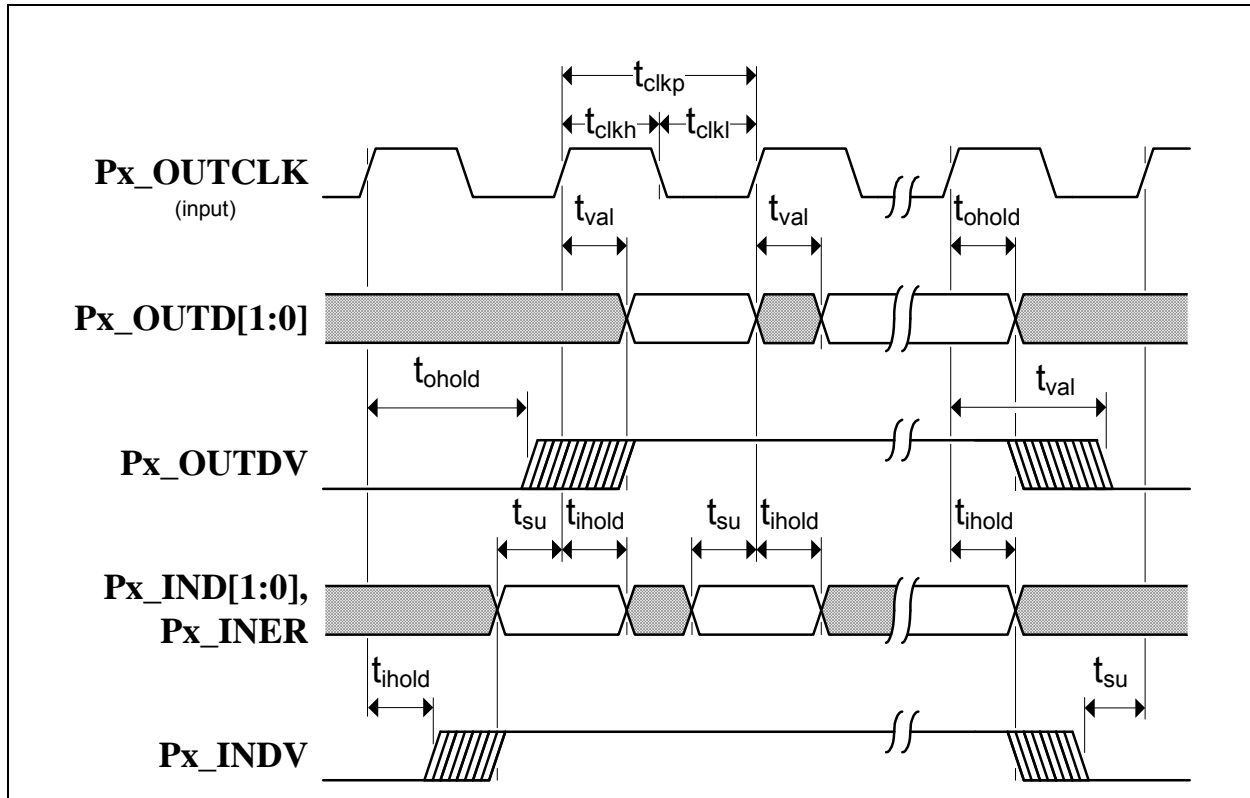 tclkp
tclkh tclkl
Px_OUTCLK
(input)
tval tval tohold
Px_OUTD[1:0]
tohold tval
Px_OUTDV
tsu tihold tsu tihold tihold
Px_IND[1:0],
Px_INER
tihold tsu
Px_INDV